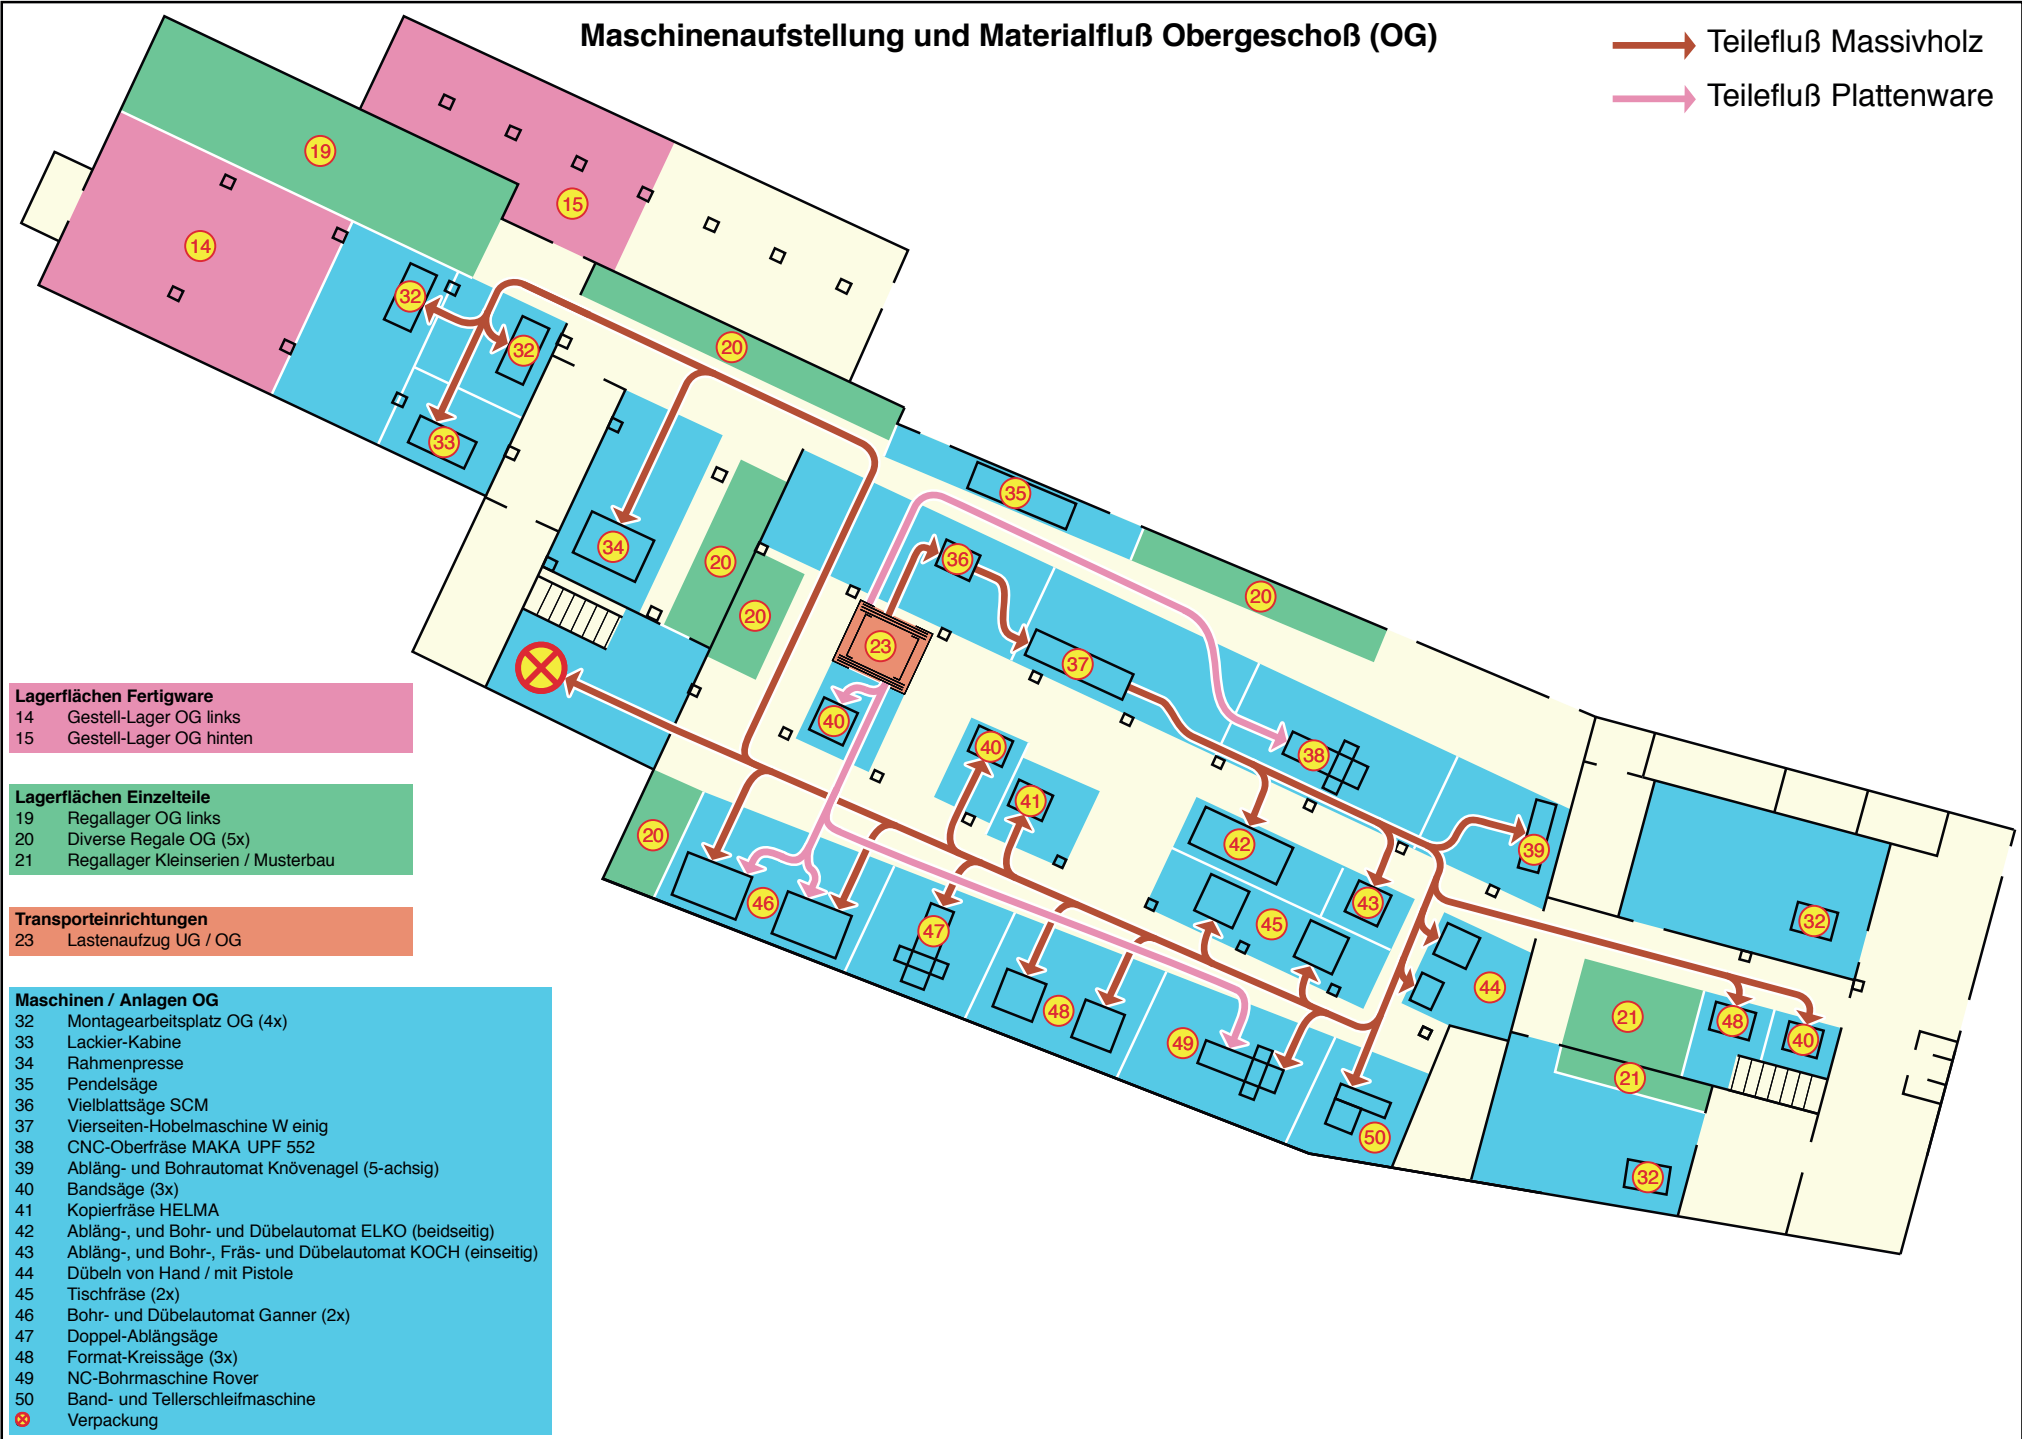 Maschinenaufstellung und Materialfluß Obergeschoß (OG)
Teilefluß Massivholz
Teilefluß Plattenware
19
15
14
32
32
20
33
35
34
36
20
20
20
23
37
40
40
38
41
20
42
39
46
47
45
43
32
44
48
49
21
48
40
21
50
32
Lagerflächen Fertigware
14 Gestell-Lager OG links
15 Gestell-Lager OG hinten
Lagerflächen Einzelteile
19 Regallager OG links
20 Diverse Regale OG (5x)
21 Regallager Kleinserien / Musterbau
Transporteinrichtungen
23 Lastenaufzug UG / OG
Maschinen / Anlagen OG
32 Montagearbeitsplatz OG (4x)
33 Lackier-Kabine
34 Rahmenpresse
35 Pendelsäge
36 Vielblattsäge SCM
37 Vierseiten-Hobelmaschine W einig
38 CNC-Oberfräse MAKA UPF 552
39 Abläng- und Bohrautomat Knövenagel (5-achsig)
40 Bandsäge (3x)
41 Kopierfräse HELMA
42 Abläng-, und Bohr- und Dübelautomat ELKO (beidseitig)
43 Abläng-, und Bohr-, Fräs- und Dübelautomat KOCH (einseitig)
44 Dübeln von Hand / mit Pistole
45 Tischfräse (2x)
46 Bohr- und Dübelautomat Ganner (2x)
47 Doppel-Ablängsäge
48 Format-Kreissäge (3x)
49 NC-Bohrmaschine Rover
50 Band- und Tellerschleifmaschine
Verpackung